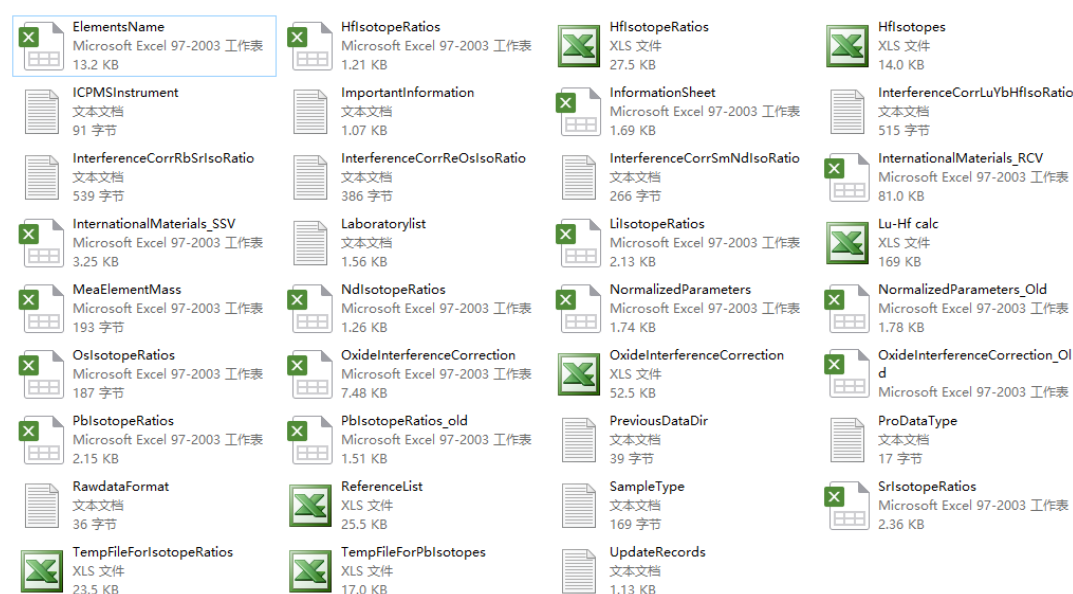 ElementsName
Microsoft Excel 97-2003 工作表
13.2 KB
HfIsotopeRatios
Microsoft Excel 97-2003 工作表
1.21 KB
HfIsotopeRatios
XLS 文件
27.5 KB
HfIsotopes
XLS 文件
14.0 KB
ICPMSInstrument
文本文档
91 字节
ImportantInformation
文本文档
1.07 KB
InformationSheet
Microsoft Excel 97-2003 工作表
1.69 KB
InterferenceCorrLuYbHfIsoRatio
文本文档
515 字节
InterferenceCorrRbSrIsoRatio
文本文档
539 字节
InterferenceCorrReOsIsoRatio
文本文档
386 字节
InterferenceCorrSmNdIsoRatio
文本文档
266 字节
InternationalMaterials_RCV
Microsoft Excel 97-2003 工作表
81.0 KB
InternationalMaterials_SSV
Microsoft Excel 97-2003 工作表
3.25 KB
Laboratorylist
文本文档
1.56 KB
LiIsotopeRatios
Microsoft Excel 97-2003 工作表
2.13 KB
Lu-Hf calc
XLS 文件
169 KB
MeaElementMass
Microsoft Excel 97-2003 工作表
193 字节
NdIsotopeRatios
Microsoft Excel 97-2003 工作表
1.26 KB
NormalizedParameters
Microsoft Excel 97-2003 工作表
1.74 KB
NormalizedParameters_Old
Microsoft Excel 97-2003 工作表
1.78 KB
OsIsotopeRatios
Microsoft Excel 97-2003 工作表
187 字节
OxideInterferenceCorrection
Microsoft Excel 97-2003 工作表
7.48 KB
OxideInterferenceCorrection
XLS 文件
52.5 KB
OxideInterferenceCorrection_Ol
d
Microsoft Excel 97-2003 工作表
PbIsotopeRatios
Microsoft Excel 97-2003 工作表
2.15 KB
PbIsotopeRatios_old
Microsoft Excel 97-2003 工作表
1.51 KB
PreviousDataDir
文本文档
39 字节
ProDataType
文本文档
17 字节
RawdataFormat
文本文档
36 字节
ReferenceList
XLS 文件
25.5 KB
SampleType
文本文档
169 字节
SrIsotopeRatios
Microsoft Excel 97-2003 工作表
2.36 KB
TempFileForIsotopeRatios
XLS 文件
23.5 KB
TempFileForPbIsotopes
XLS 文件
17.0 KB
UpdateRecords
文本文档
1.13 KB